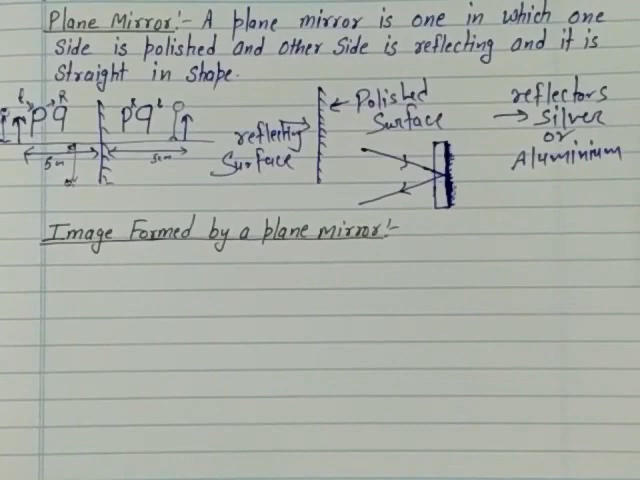 Plane Mirror:- A plane mirror is one in which one
side is polished and other side is reflecting and it is
straight in shape.
Polished
Surface
reflecting
Surface
reflectors
→ silver
or
Aluminium
5m
Image Formed by a plane mirror:-